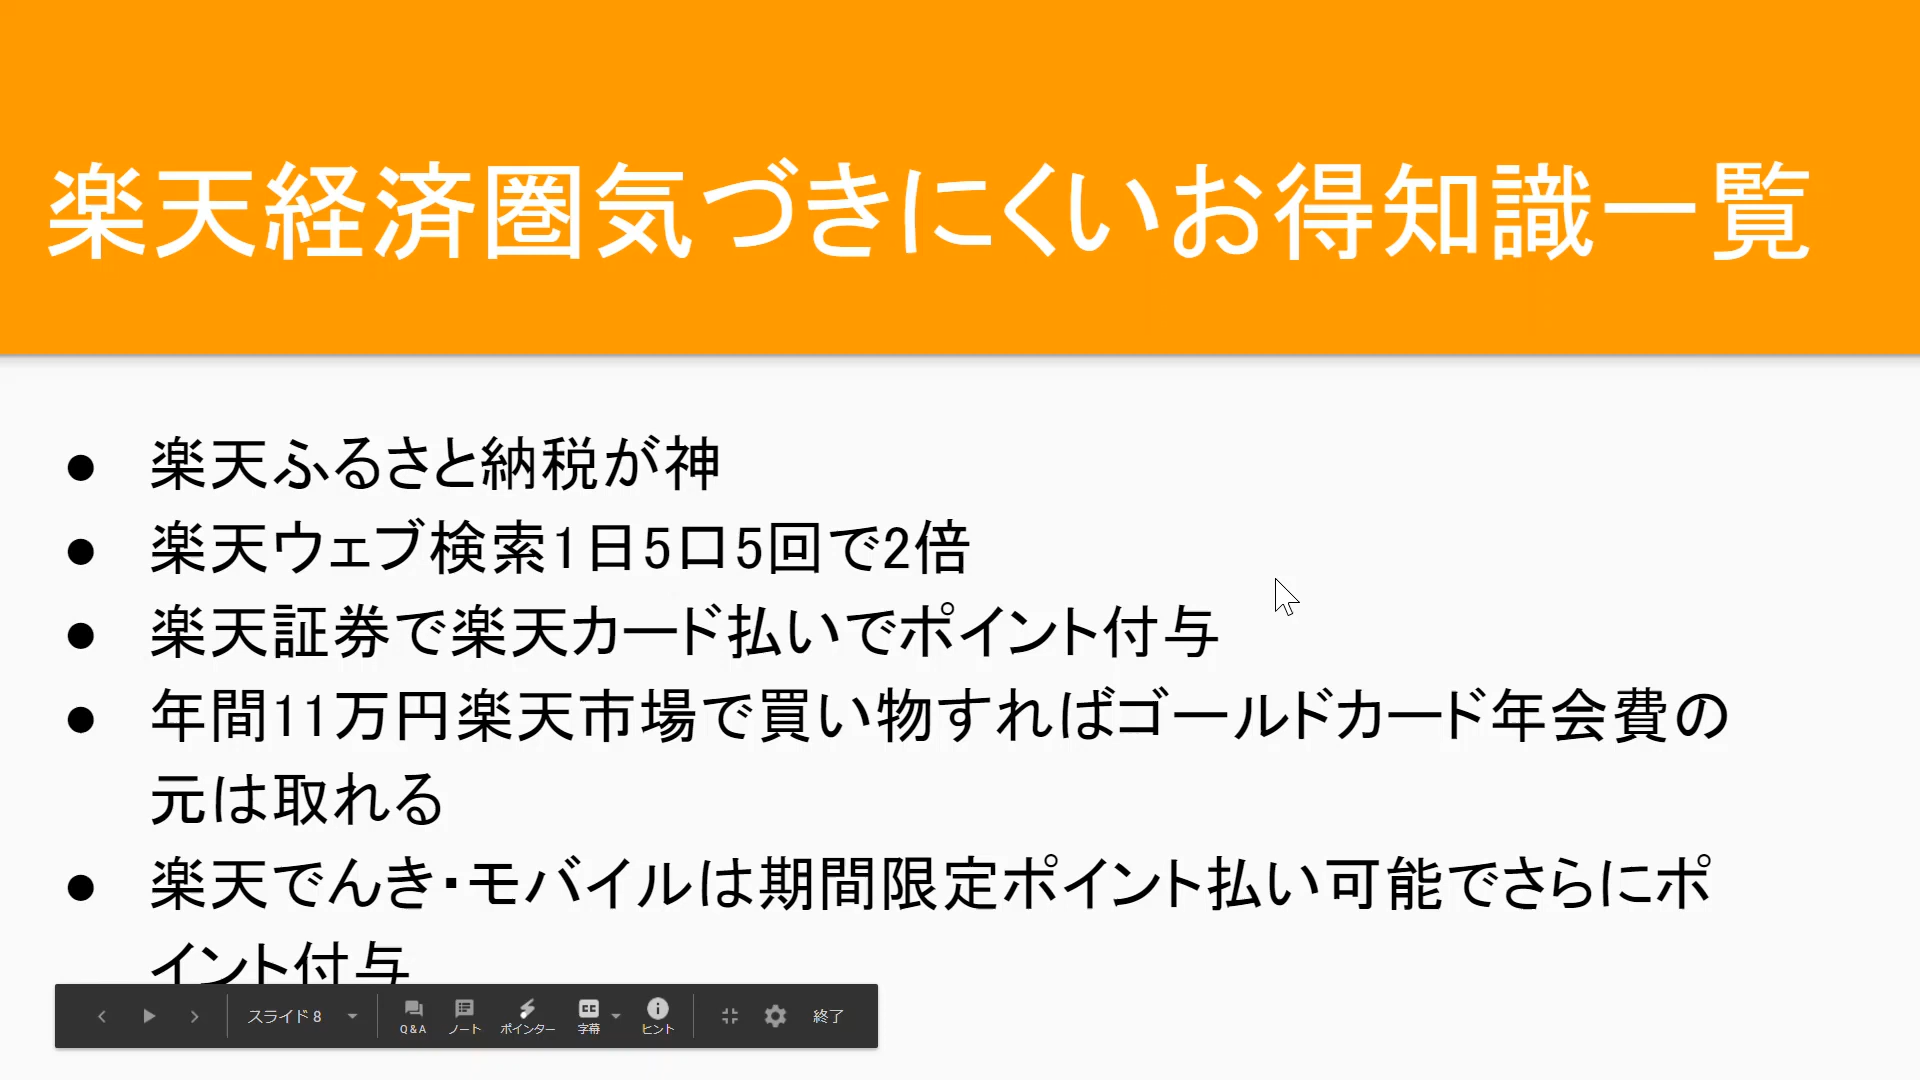 楽天経済圏気づきにくいお得知識一覧
● 楽天ふるさと納税が神
● 楽天ウェブ検索1日5口5回で2倍
● 楽天証券で楽天カード払いでポイント付与
● 年間11万円楽天市場で買い物すればゴールドカード年会費の
元は取れる
● 楽天でんき・モバイルは期間限定ポイント払い可能でさらにポ
イント付与
スライド 8 Q&A ノート ポインター CC 字幕 ヒント 終了